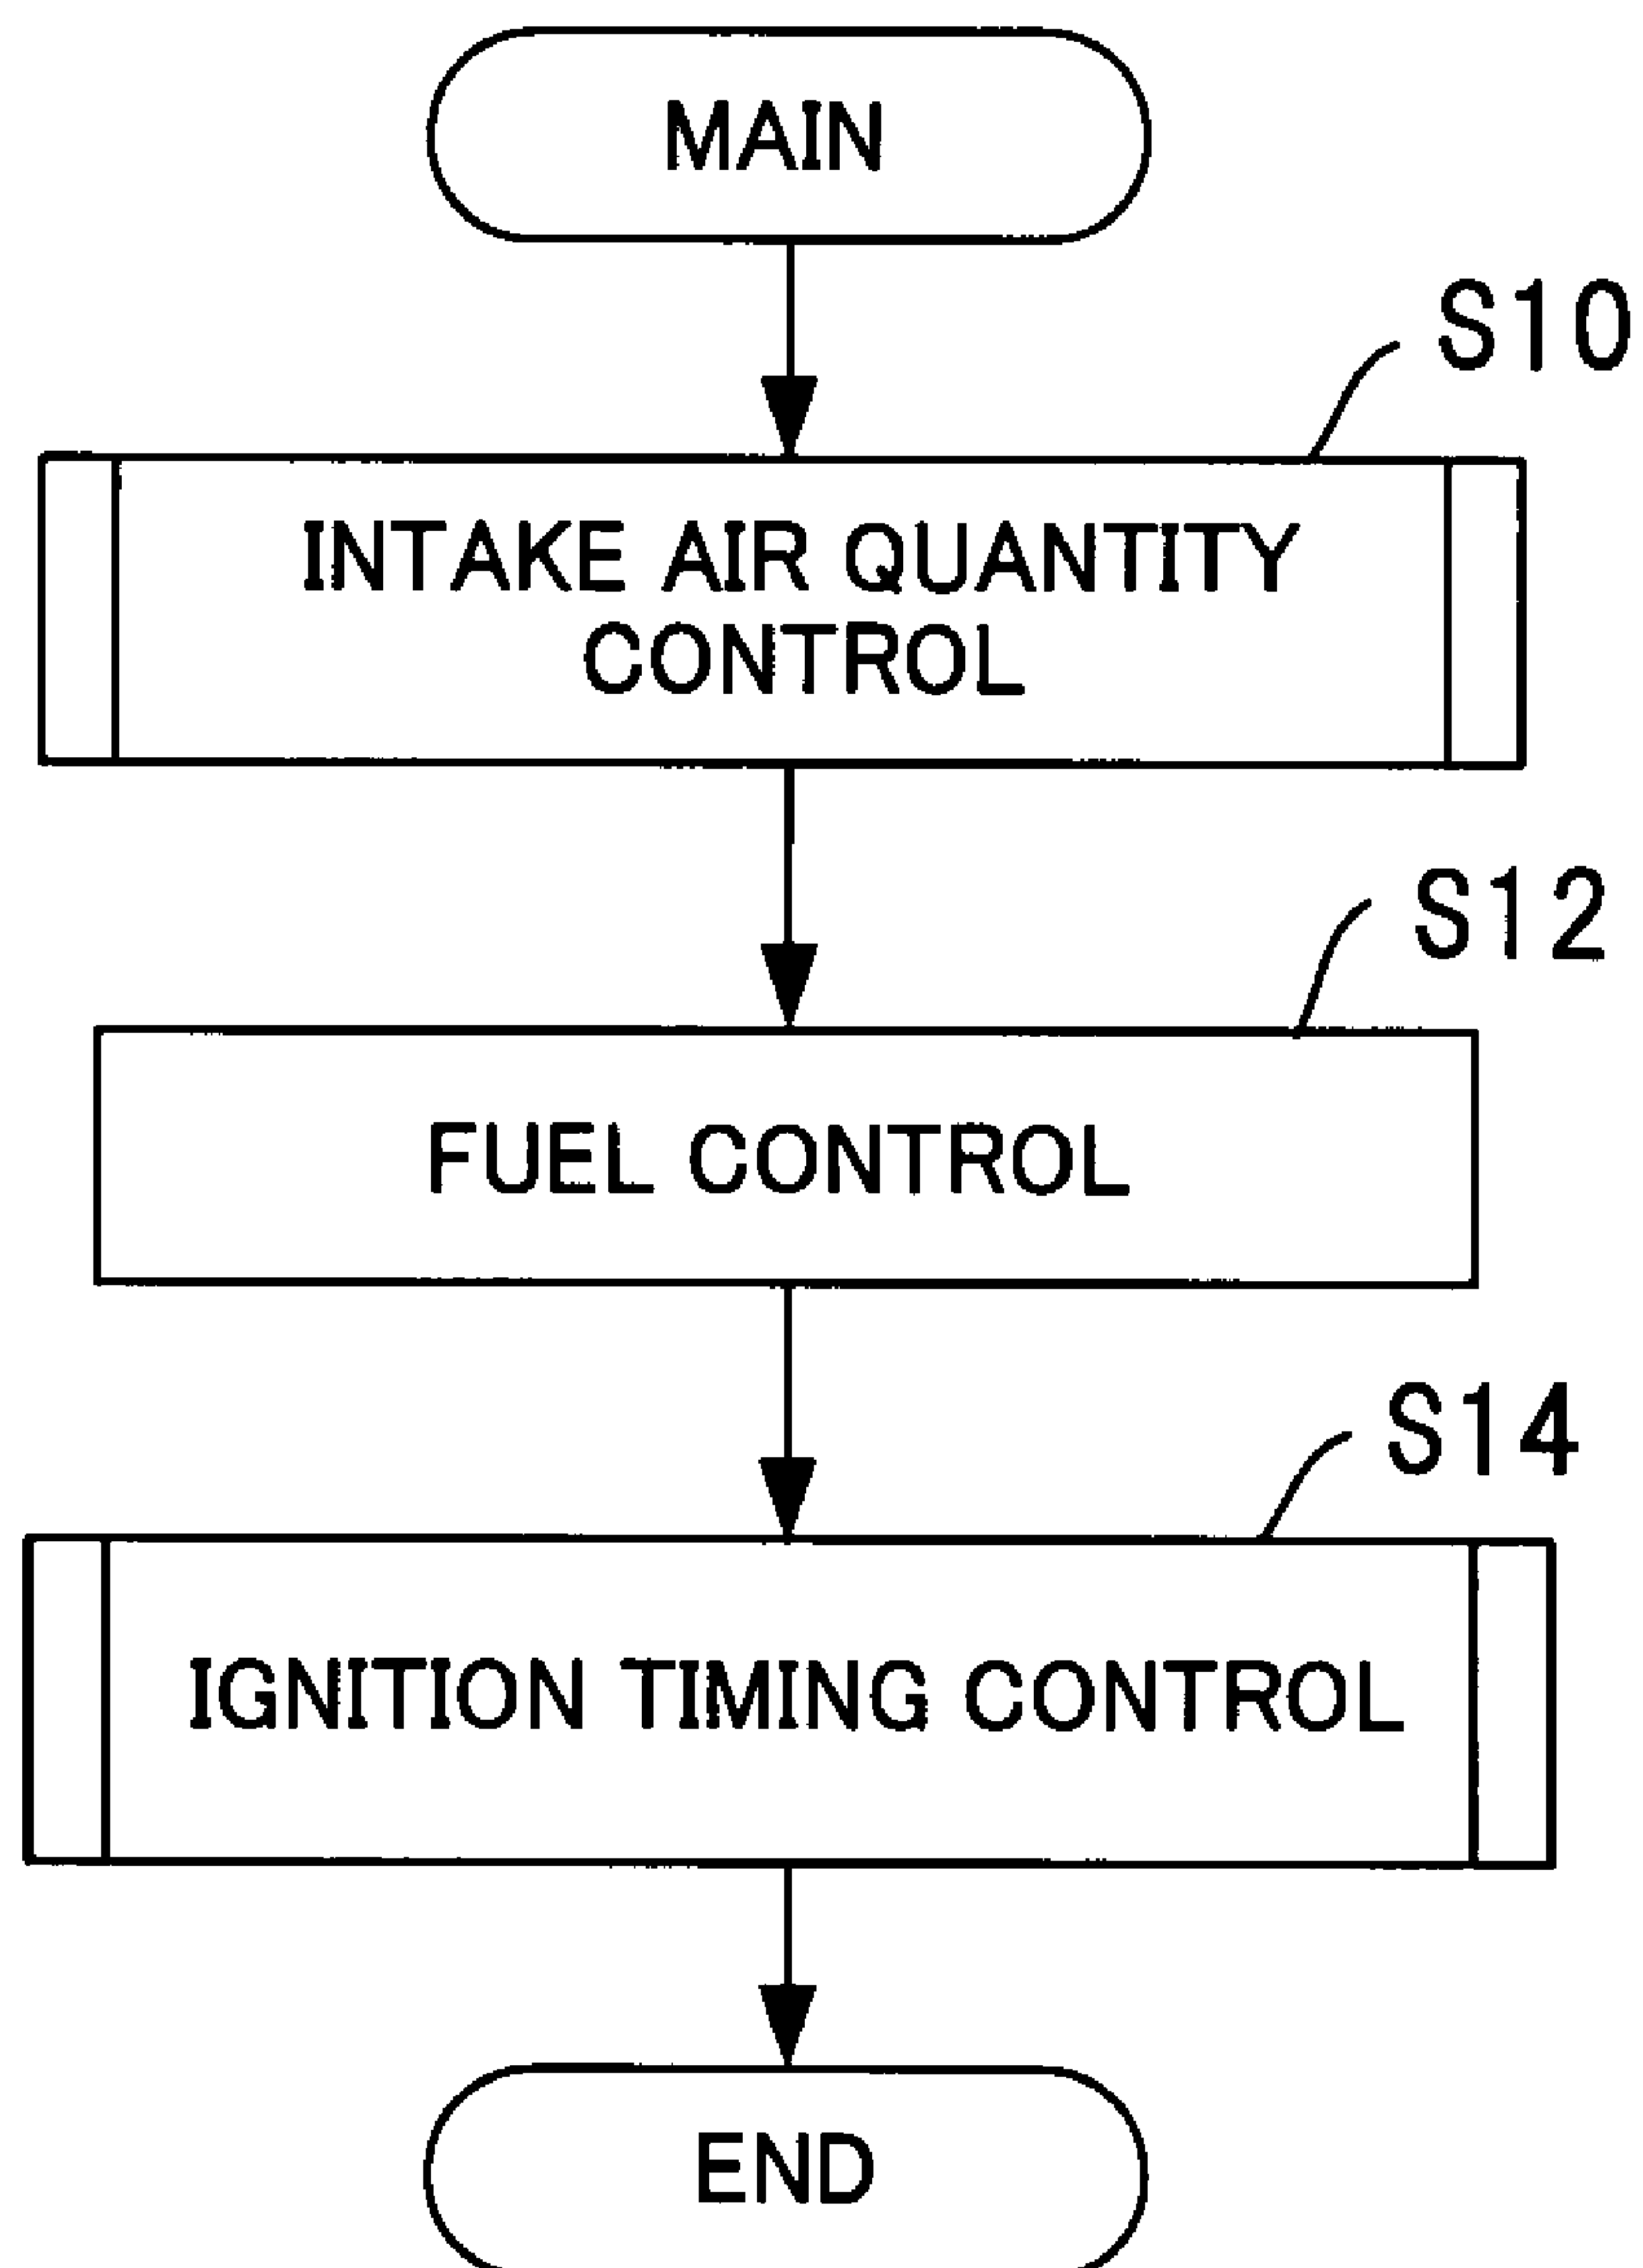 MAIN
S10
INTAKE AIR QUANTITY
CONTROL
S12
FUEL CONTROL
S14
IGNITION TIMING CONTROL
END